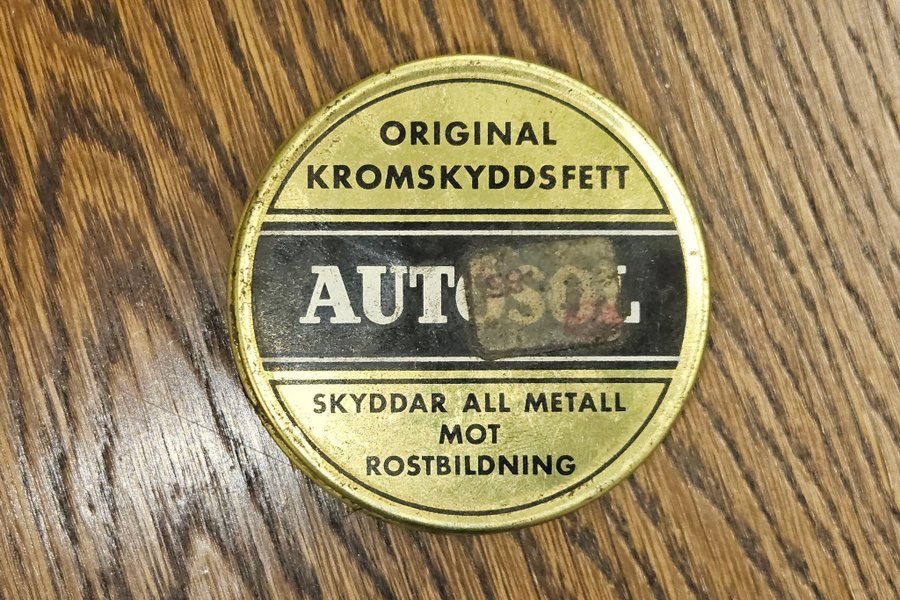 ORIGINAL
KROMSKYDDSFETT
AUTOSOL
SKYDDAR ALL METALL
MOT
ROSTBILDNING